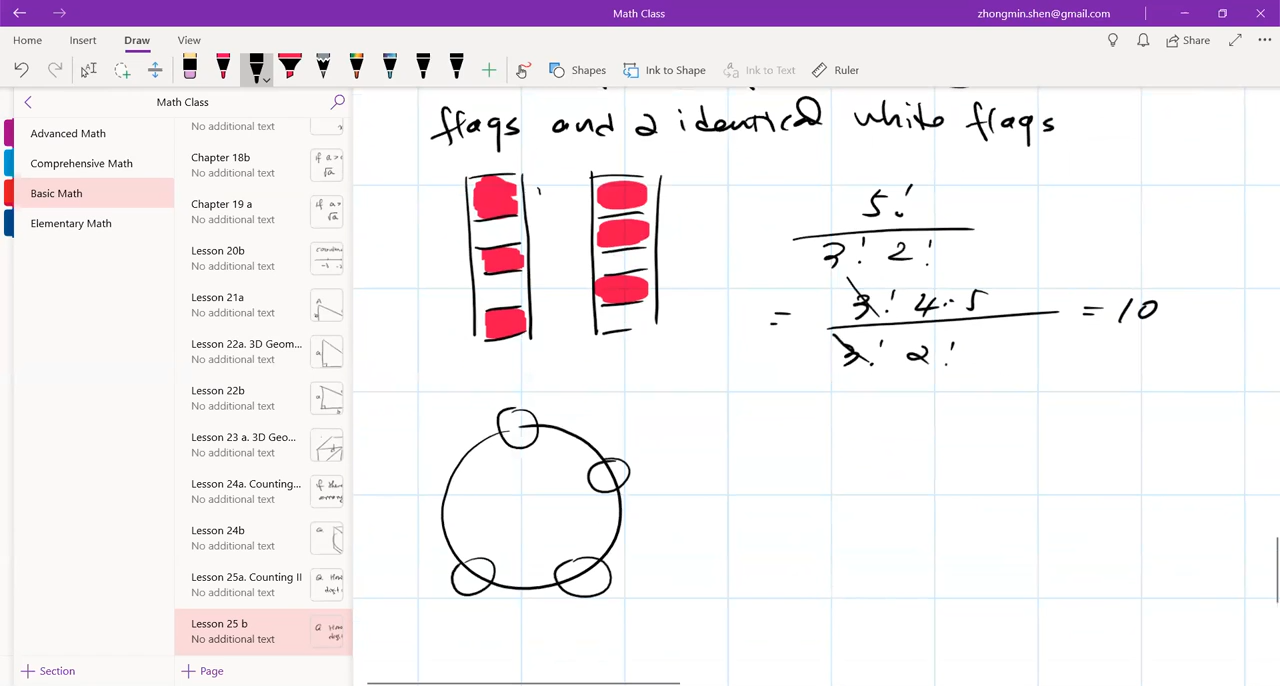 Math Class
zhongmin.shen@gmail.com
Home
Insert
Draw
View
Share
Shapes
Ink to Shape
Ink to Text
Ruler
Math Class
Advanced Math
Comprehensive Math
Basic Math
Elementary Math
No additional text
Chapter 18b
No additional text
Chapter 19 a
No additional text
Lesson 20b
No additional text
Lesson 21a
No additional text
Lesson 22a. 3D Geom...
No additional text
Lesson 22b
No additional text
Lesson 23 a. 3D Geo...
No additional text
Lesson 24a. Counting...
No additional text
Lesson 24b
No additional text
Lesson 25a. Counting II
No additional text
Lesson 25 b
No additional text
Section
Page
flags and 2 identical white flags
5!
3! 2!
= 3! 4·5 = 10
3! 2!